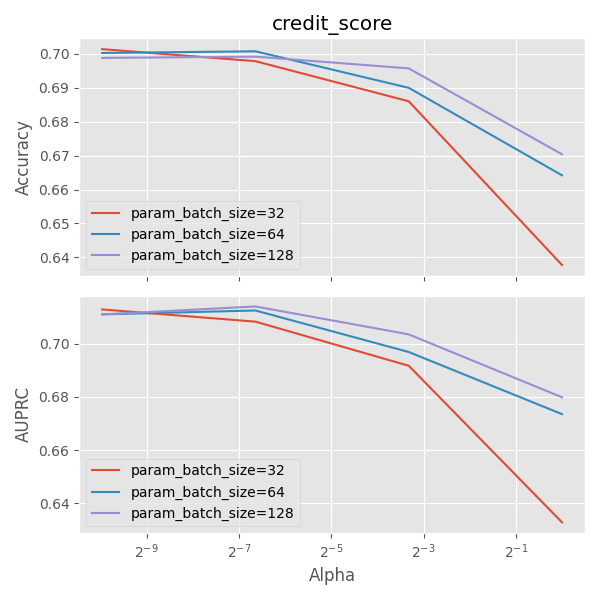 credit_score
0.70
0.69
0.68
0.67
0.66
0.65
0.64
Accuracy
param_batch_size=32
param_batch_size=64
param_batch_size=128
0.70
0.68
0.66
0.64
AUPRC
param_batch_size=32
param_batch_size=64
param_batch_size=128
2⁻⁹ 2⁻⁷ 2⁻⁵ 2⁻³ 2⁻¹
Alpha